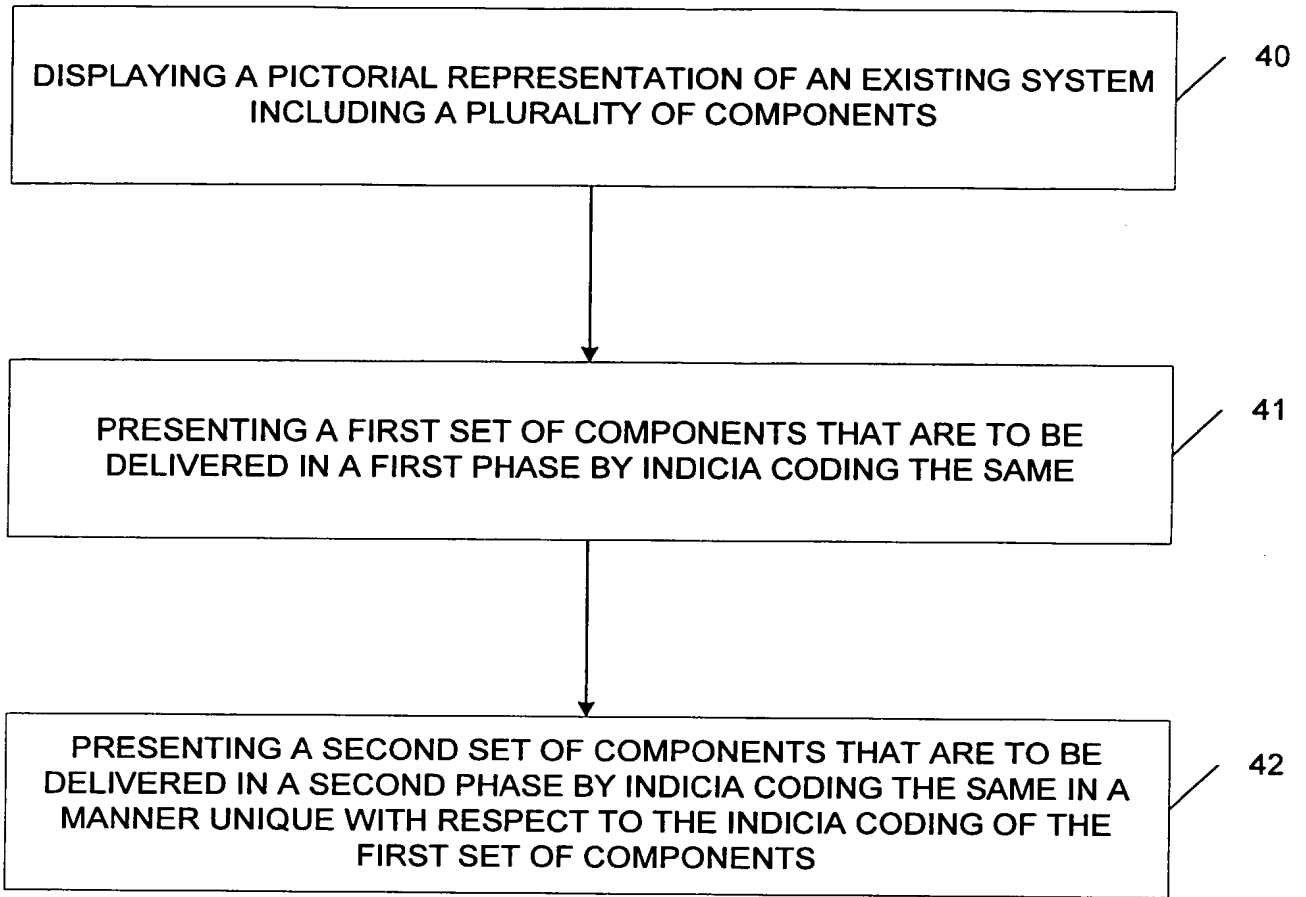 DISPLAYING A PICTORIAL REPRESENTATION OF AN EXISTING SYSTEM
INCLUDING A PLURALITY OF COMPONENTS
40
PRESENTING A FIRST SET OF COMPONENTS THAT ARE TO BE
DELIVERED IN A FIRST PHASE BY INDICIA CODING THE SAME
41
PRESENTING A SECOND SET OF COMPONENTS THAT ARE TO BE
DELIVERED IN A SECOND PHASE BY INDICIA CODING THE SAME IN A
MANNER UNIQUE WITH RESPECT TO THE INDICIA CODING OF THE
FIRST SET OF COMPONENTS
42